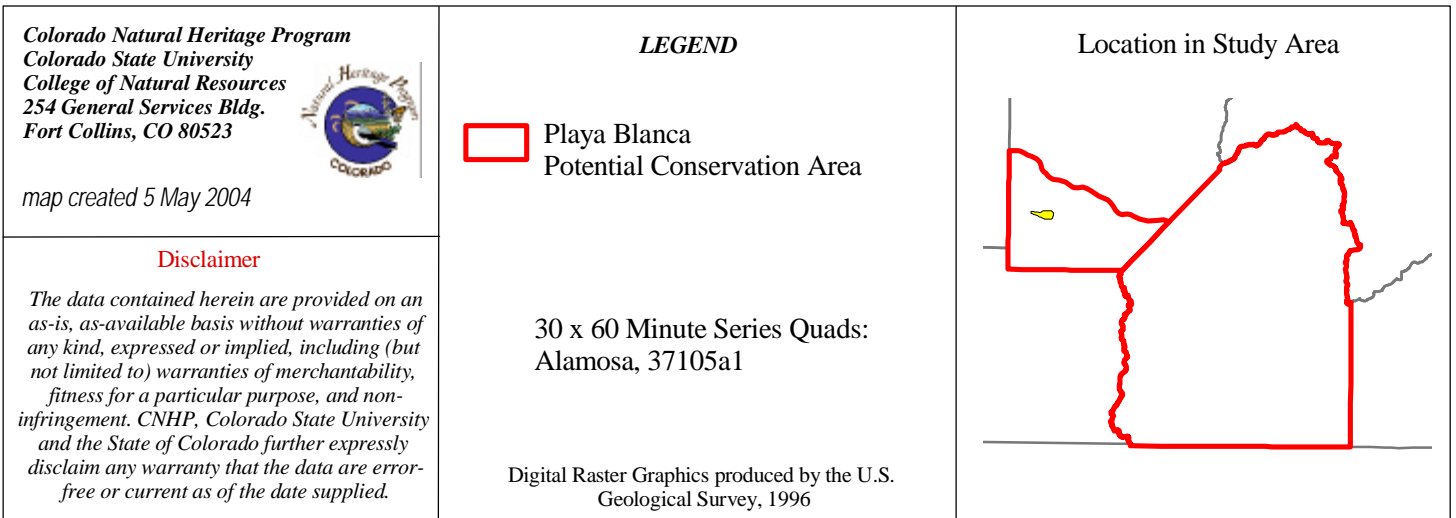 Colorado Natural Heritage Program
Colorado State University
College of Natural Resources
254 General Services Bldg.
Fort Collins, CO 80523
Natural Heritage Program
COLORADO
map created 5 May 2004
Disclaimer
The data contained herein are provided on an
as-is, as-available basis without warranties of
any kind, expressed or implied, including (but
not limited to) warranties of merchantability,
fitness for a particular purpose, and non-
infringement. CNHP, Colorado State University
and the State of Colorado further expressly
disclaim any warranty that the data are error-
free or current as of the date supplied.
LEGEND
Playa Blanca
Potential Conservation Area
30 x 60 Minute Series Quads:
Alamosa, 37105a1
Digital Raster Graphics produced by the U.S.
Geological Survey, 1996
Location in Study Area